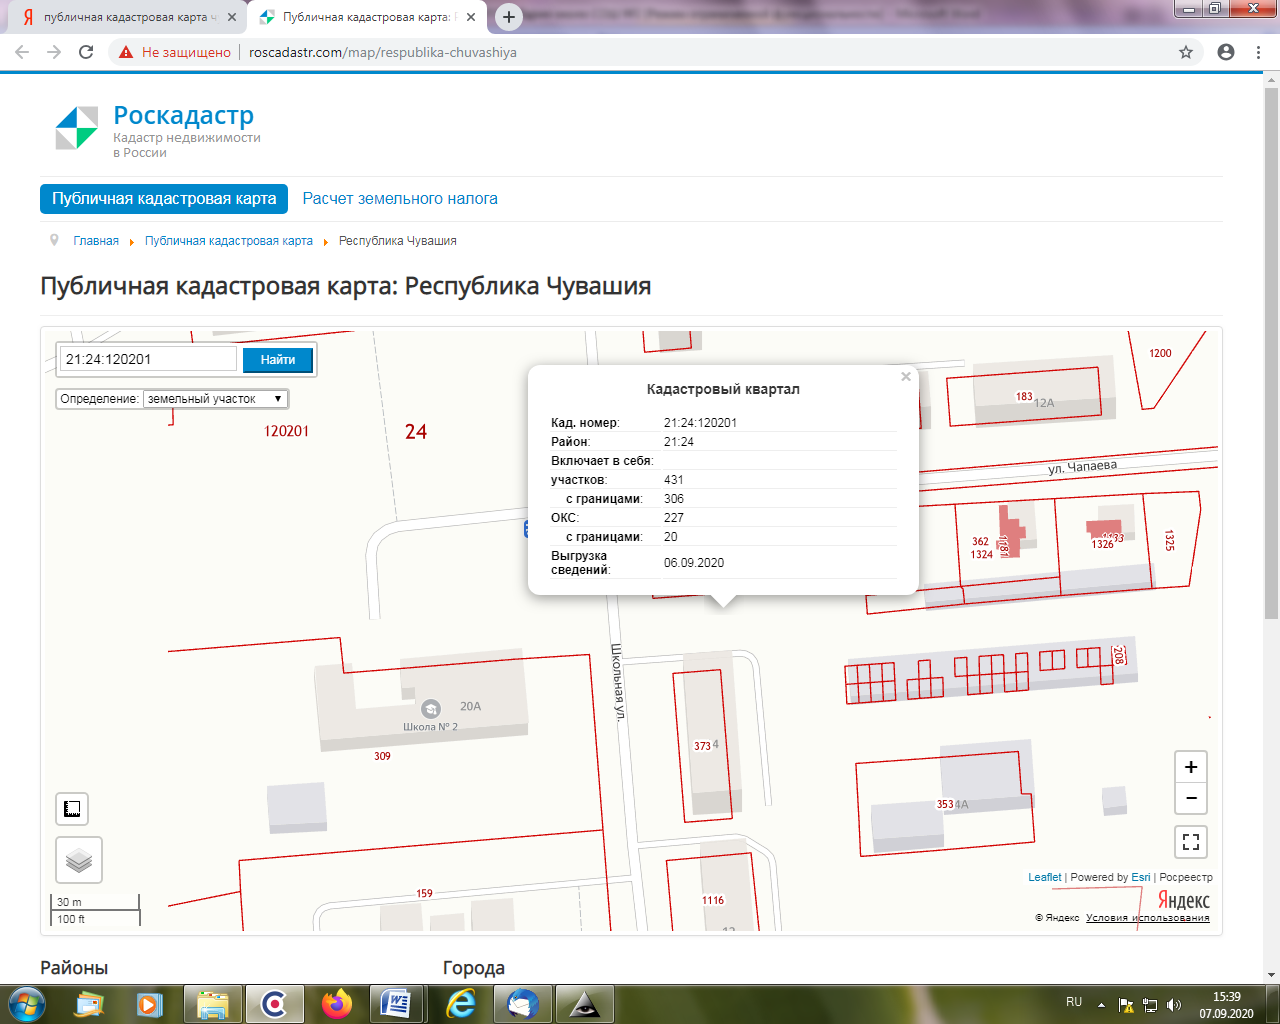 публичная кадастровая карта ч
Публичная кадастровая карта: Р
Не защищено
roscadastr.com/map/respublika-chuvashiya
Роскадастр
Кадастр недвижимости
в России
Публичная кадастровая карта
Расчет земельного налога
Главная
Публичная кадастровая карта
Республика Чувашия
Публичная кадастровая карта: Республика Чувашия
21:24:120201
Найти
Определение:
земельный участок
120201
24
Кадастровый квартал
Кад. номер: 21:24:120201
Район: 21:24
Включает в себя:
участков: 431
с границами: 306
ОКС: 227
с границами: 20
Выгрузка
сведений: 06.09.2020
1200
183
12А
ул. Чапаева
362
1324
1181
1133
1326
1325
Школьная ул.
208
20А
Школа № 2
309
373
4
353
4А
159
1116
12
+
−
30 m
100 ft
Leaflet | Powered by Esri | Росреестр
Яндекс
© Яндекс Условия использования
Районы
Города
RU
15:39
07.09.2020